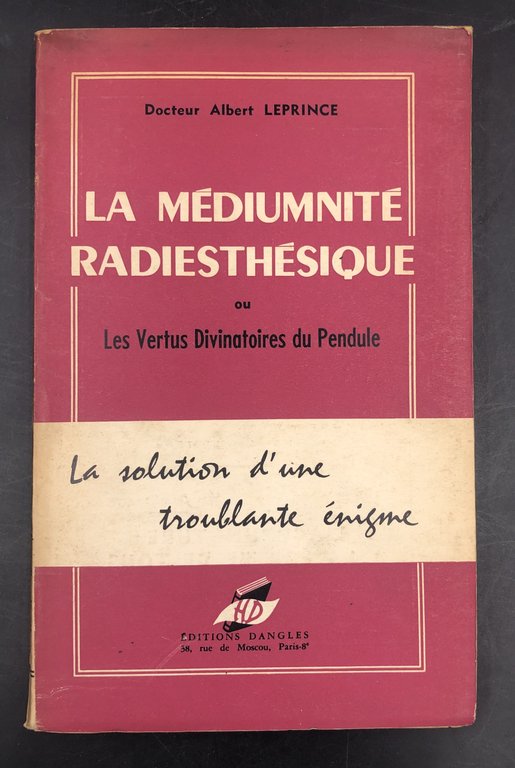 Docteur Albert LEPRINCE
LA MÉDIUMNITÉ
RADIESTHÉSIQUE
ou
Les Vertus Divinatoires du Pendule
La solution d'une
troublante énigme
HD
ÉDITIONS DANGLES
38, rue de Moscou, Paris-8ᵉ